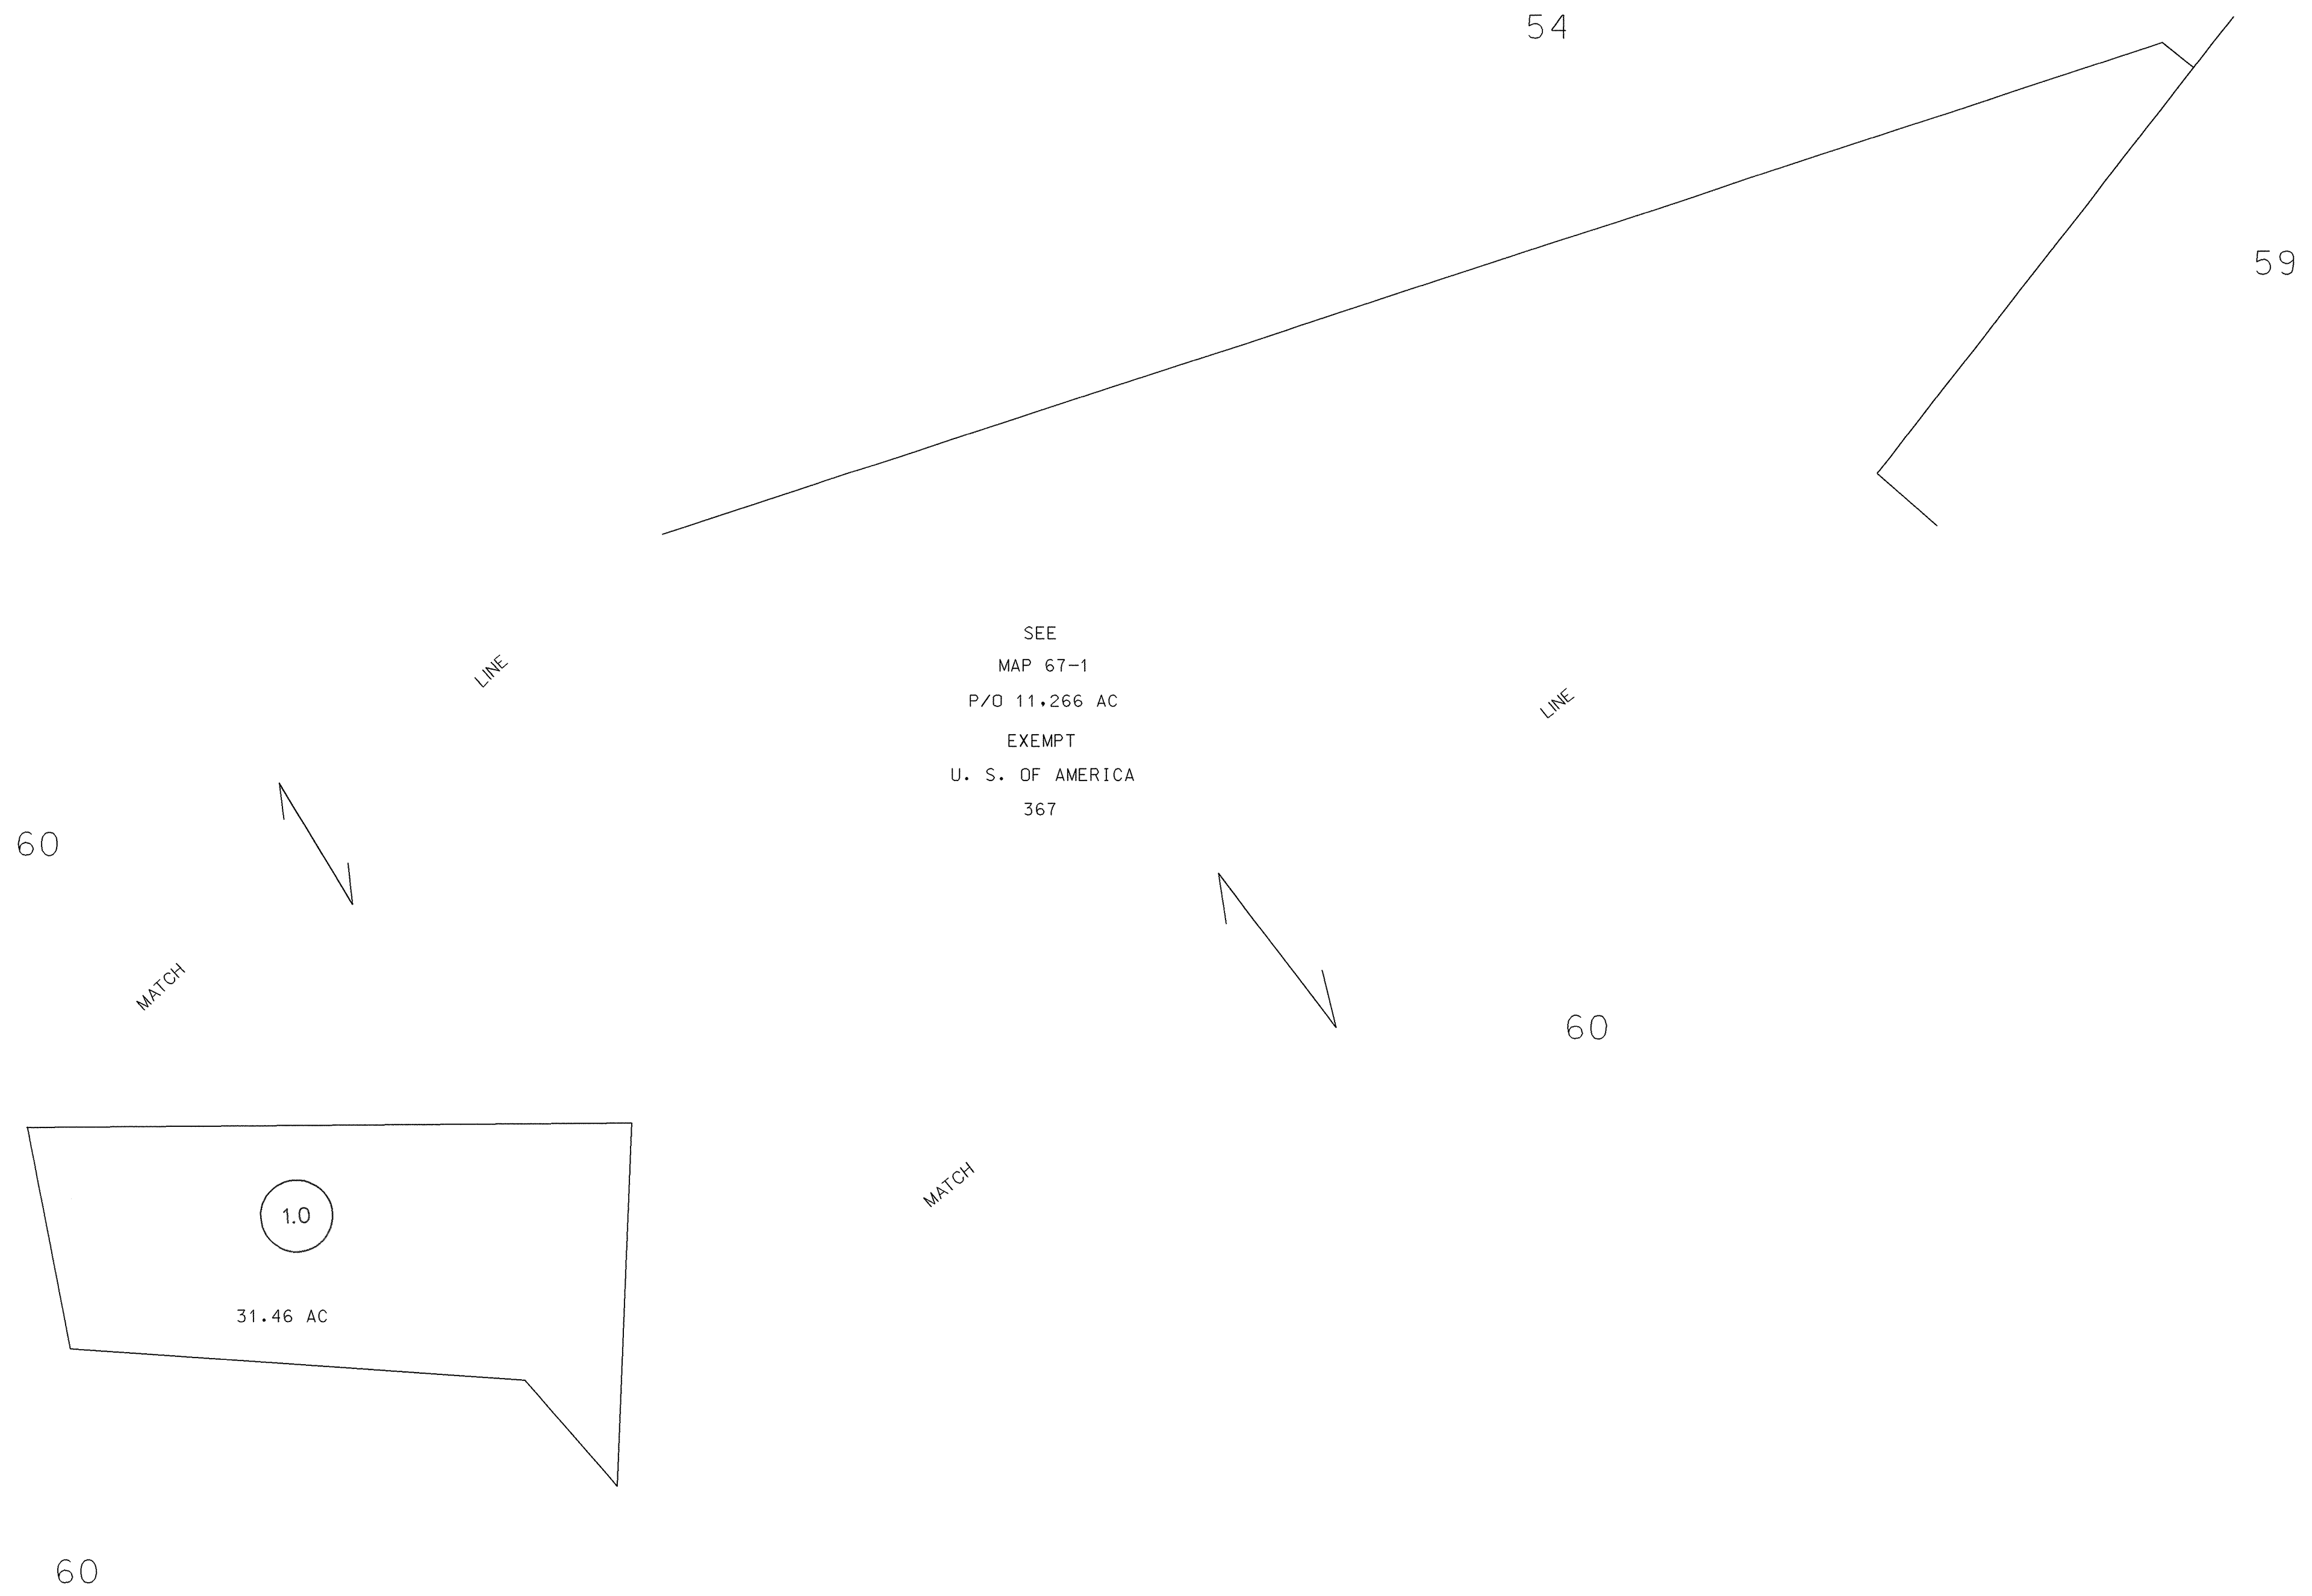 54
59
SEE
MAP 67-1
P/O 11.266 AC
EXEMPT
U. S. OF AMERICA
367
LINE
LINE
60
MATCH
60
MATCH
1.0
31.46 AC
60